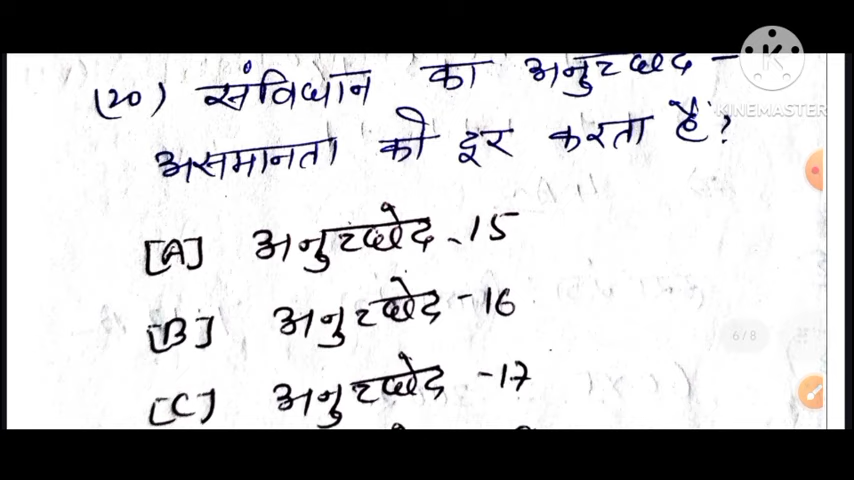 (20) संविधान का अनुच्छेद -
असमानता को दूर करता है?
[A] अनुच्छेद - 15
[B] अनुच्छेद - 16
[C] अनुच्छेद - 17
K
KINEMASTER
6/8